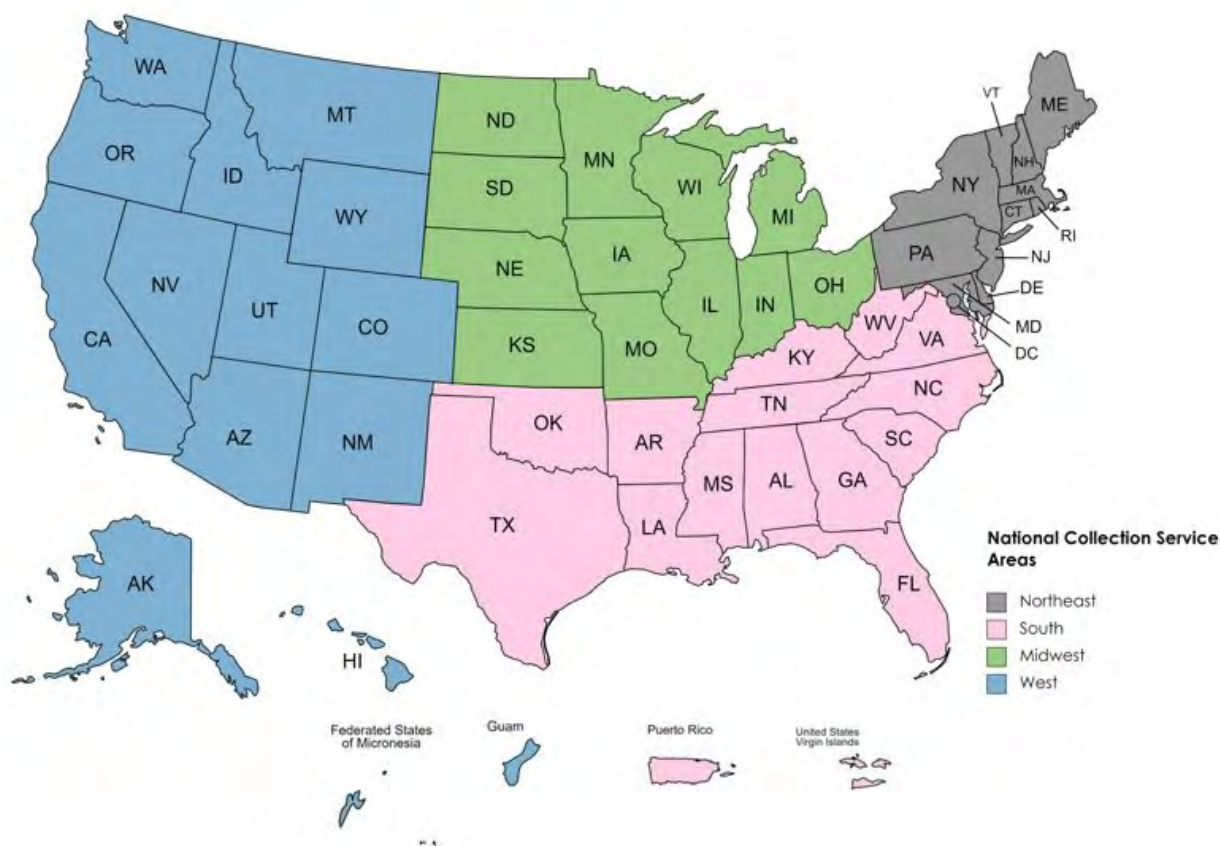 WA
MT
ND
MN
VT
ME
OR
ID
SD
WI
MI
NY
NH
MA
CT
RI
WY
NE
IA
PA
NJ
NV
UT
CO
IL
IN
OH
DE
CA
KS
MO
WV
VA
MD
DC
KY
AZ
NM
OK
AR
TN
NC
SC
MS
AL
GA
TX
LA
FL
AK
HI
National Collection Service
Areas
Northeast
South
Midwest
West
Federated States
of Micronesia
Guam
Puerto Rico
United States
Virgin Islands